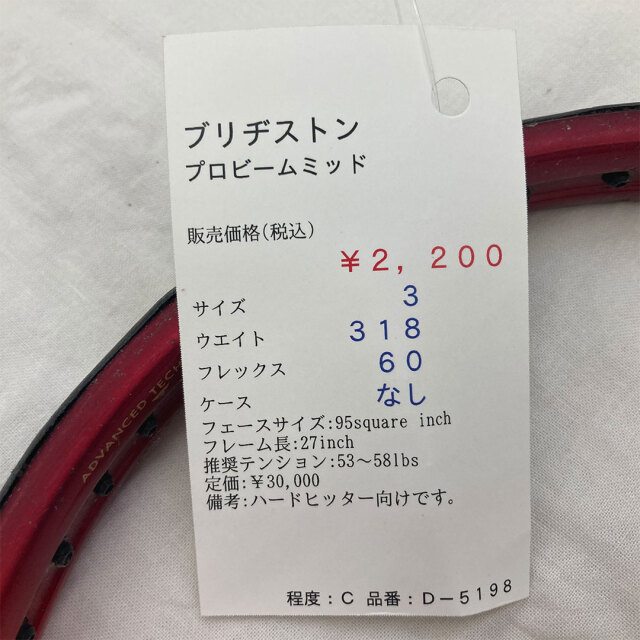 ブリヂストン
プロビームミッド
販売価格(税込)
￥２，２００
サイズ ３
ウエイト ３１８
フレックス ６０
ケース なし
フェースサイズ:95square inch
フレーム長:27inch
推奨テンション:53～58lbs
定価:￥30,000
備考:ハードヒッター向けです。
程度：Ｃ 品番：Ｄ－５１９８
ADVANCED TECH